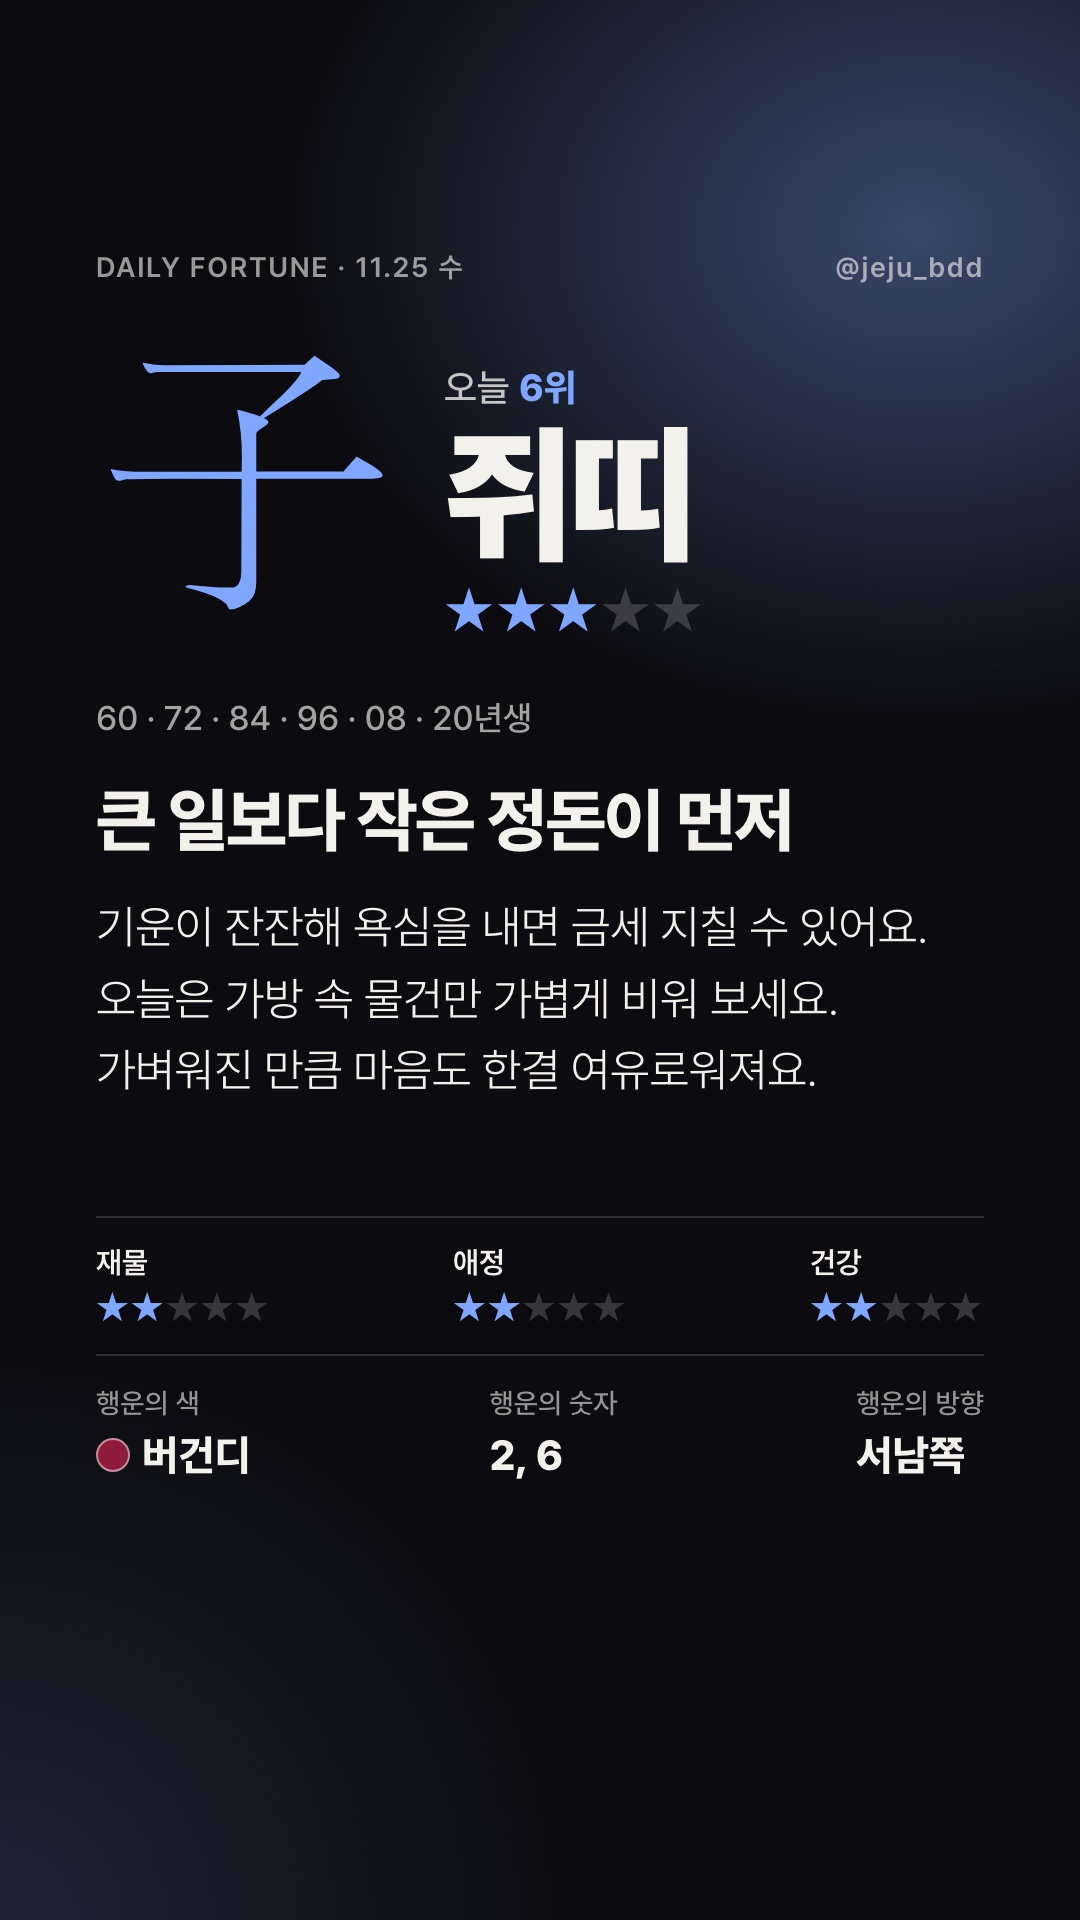 DAILY FORTUNE · 11.25 수
@jeju_bdd
子
오늘 6위
쥐띠
★★★★★
60 · 72 · 84 · 96 · 08 · 20년생
큰 일보다 작은 정돈이 먼저
기운이 잔잔해 욕심을 내면 금세 지칠 수 있어요.
오늘은 가방 속 물건만 가볍게 비워 보세요.
가벼워진 만큼 마음도 한결 여유로워져요.
재물
★★★★★
애정
★★★★★
건강
★★★★★
행운의 색
버건디
행운의 숫자
2, 6
행운의 방향
서남쪽